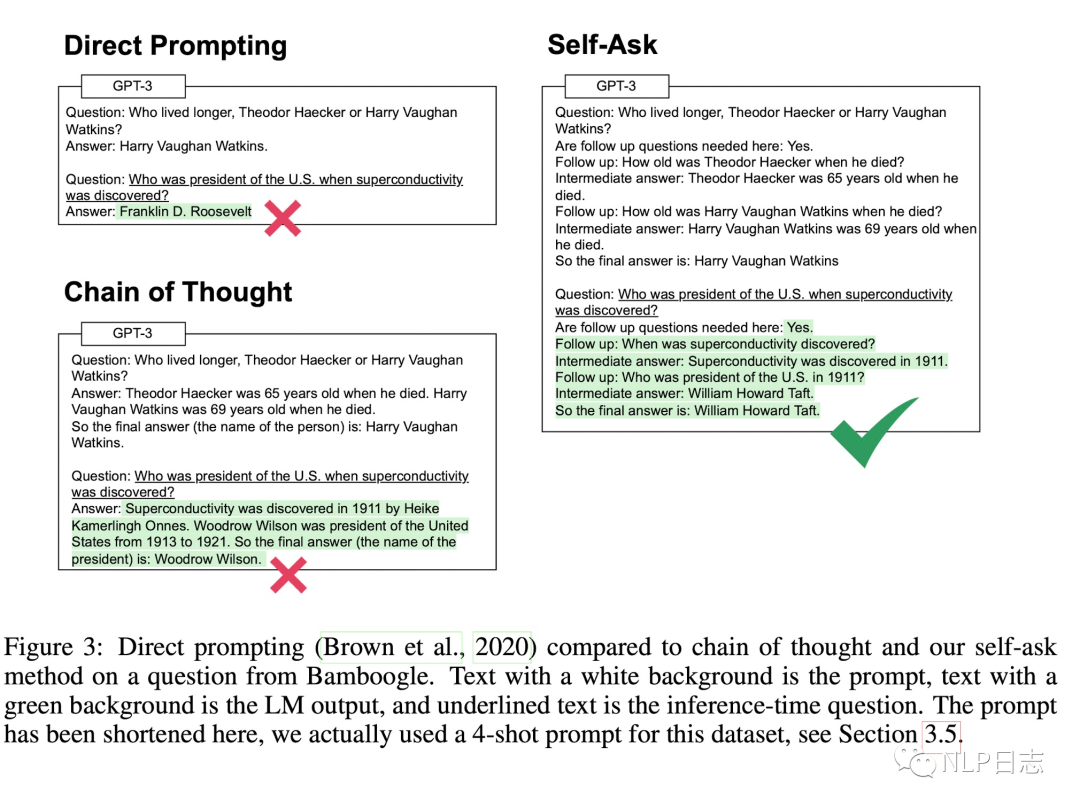 Direct Prompting
GPT-3
Question: Who lived longer, Theodor Haecker or Harry Vaughan
Watkins?
Answer: Harry Vaughan Watkins.
Question: Who was president of the U.S. when superconductivity
was discovered?
Answer: Franklin D. Roosevelt
Chain of Thought
GPT-3
Question: Who lived longer, Theodor Haecker or Harry Vaughan
Watkins?
Answer: Theodor Haecker was 65 years old when he died. Harry
Vaughan Watkins was 69 years old when he died.
So the final answer (the name of the person) is: Harry Vaughan
Watkins.
Question: Who was president of the U.S. when superconductivity
was discovered?
Answer: Superconductivity was discovered in 1911 by Heike
Kamerlingh Onnes. Woodrow Wilson was president of the United
States from 1913 to 1921. So the final answer (the name of the
president) is: Woodrow Wilson.
Self-Ask
GPT-3
Question: Who lived longer, Theodor Haecker or Harry Vaughan
Watkins?
Are follow up questions needed here: Yes.
Follow up: How old was Theodor Haecker when he died?
Intermediate answer: Theodor Haecker was 65 years old when he
died.
Follow up: How old was Harry Vaughan Watkins when he died?
Intermediate answer: Harry Vaughan Watkins was 69 years old when
he died.
So the final answer is: Harry Vaughan Watkins
Question: Who was president of the U.S. when superconductivity
was discovered?
Are follow up questions needed here: Yes.
Follow up: When was superconductivity discovered?
Intermediate answer: Superconductivity was discovered in 1911.
Follow up: Who was president of the U.S. in 1911?
Intermediate answer: William Howard Taft.
So the final answer is: William Howard Taft.
Figure 3: Direct prompting (Brown et al., 2020) compared to chain of thought and our self-ask
method on a question from Bamboogle. Text with a white background is the prompt, text with a
green background is the LM output, and underlined text is the inference-time question. The prompt
has been shortened here, we actually used a 4-shot prompt for this dataset, see Section 3.5.
NLP日志